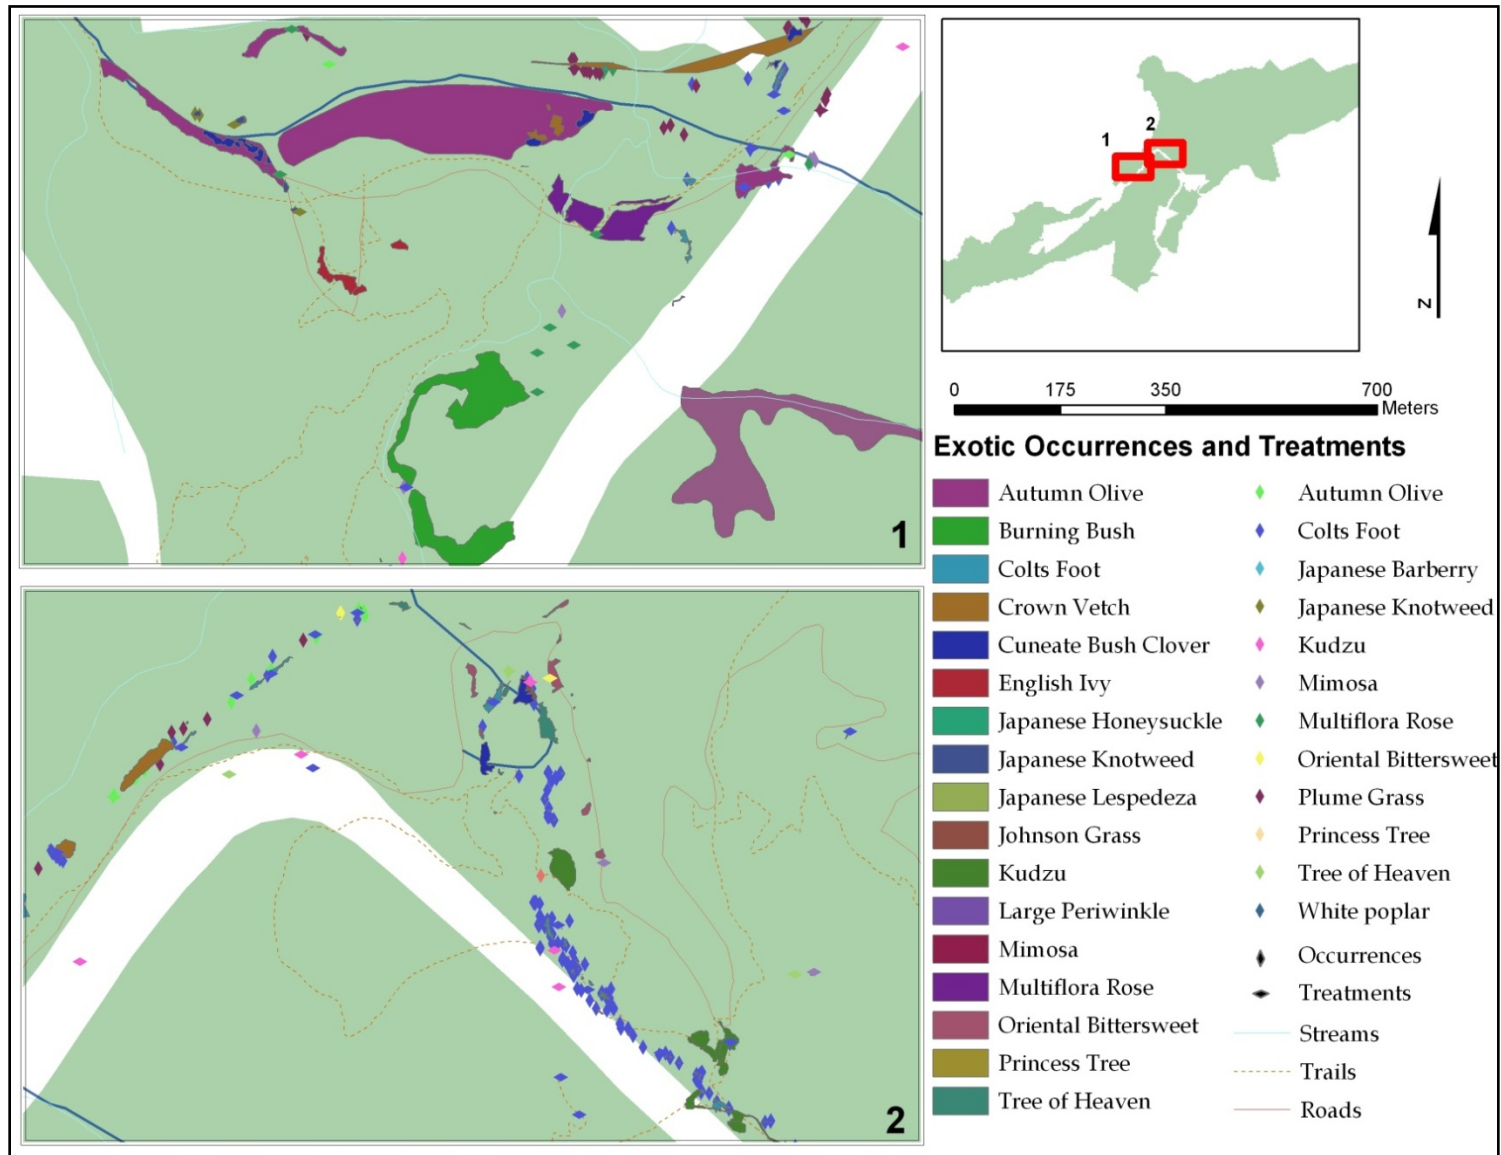 1
2
1
2
N
0 175 350 700
Meters
Exotic Occurrences and Treatments
Autumn Olive
Burning Bush
Colts Foot
Crown Vetch
Cuneate Bush Clover
English Ivy
Japanese Honeysuckle
Japanese Knotweed
Japanese Lespedeza
Johnson Grass
Kudzu
Large Periwinkle
Mimosa
Multiflora Rose
Oriental Bittersweet
Princess Tree
Tree of Heaven
Autumn Olive
Colts Foot
Japanese Barberry
Japanese Knotweed
Kudzu
Mimosa
Multiflora Rose
Oriental Bittersweet
Plume Grass
Princess Tree
Tree of Heaven
White poplar
Occurrences
Treatments
Streams
Trails
Roads